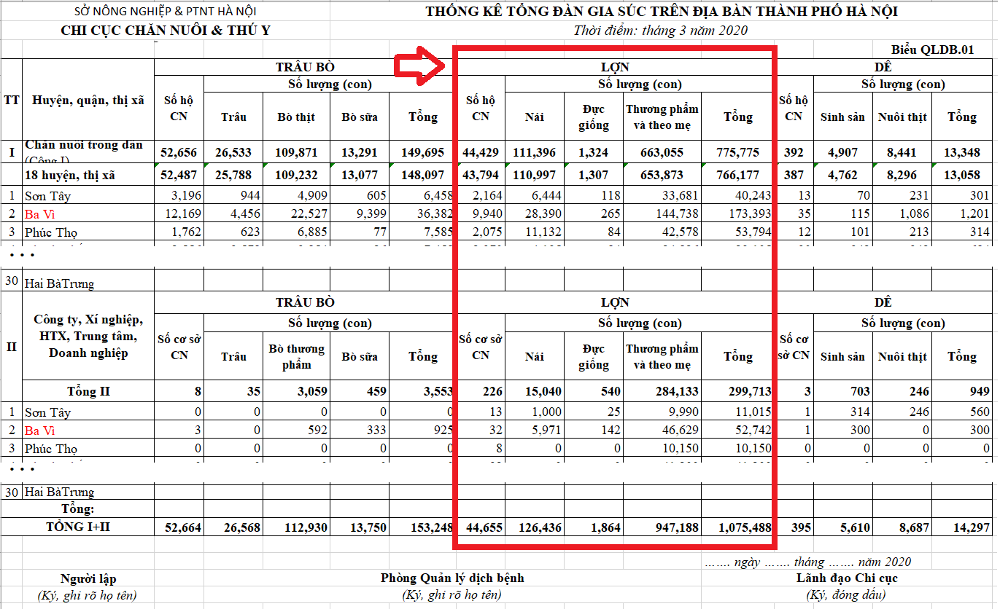 SỞ NÔNG NGHIỆP & PTNT HÀ NỘI THỐNG KÊ TỔNG ĐÀN GIA SÚC TRÊN ĐỊA BÀN THÀNH PHỐ HÀ NỘI
CHI CỤC CHĂN NUÔI & THÚ Y Thời điểm: tháng 3 năm 2020
Biểu QLDB.01
TT Huyện, quận, thị xã TRÂU BÒ LỢN DÊ
Số hộ CN Số lượng (con) Số hộ CN Số lượng (con) Số hộ CN Số lượng (con)
Trâu Bò thịt Bò sữa Tổng Nái Đực giống Thương phẩm và theo mẹ Tổng Sinh sản Nuôi thịt Tổng
I Chăn nuôi trong dân (Cộng I) 52,656 26,533 109,871 13,291 149,695 44,429 111,396 1,324 663,055 775,775 392 4,907 8,441 13,348
18 huyện, thị xã 52,487 25,788 109,232 13,077 148,097 43,794 110,997 1,307 653,873 766,177 387 4,762 8,296 13,058
1 Sơn Tây 3,196 944 4,909 605 6,458 2,164 6,444 118 33,681 40,243 13 70 231 301
2 Ba Vì 12,169 4,456 22,527 9,399 36,382 9,940 28,390 265 144,738 173,393 35 115 1,086 1,201
3 Phúc Thọ 1,762 623 6,885 77 7,585 2,075 11,132 84 42,578 53,794 12 101 213 314
• • •
30 Hai BàTrưng
II Công ty, Xí nghiệp, HTX, Trung tâm, Doanh nghiệp TRÂU BÒ LỢN DÊ
Số cơ sở CN Số lượng (con) Số cơ sở CN Số lượng (con) Số cơ sở CN Số lượng (con)
Trâu Bò thương phẩm Bò sữa Tổng Nái Đực giống Thương phẩm và theo mẹ Tổng Sinh sản Nuôi thịt Tổng
Tổng II 8 35 3,059 459 3,553 226 15,040 540 284,133 299,713 3 703 246 949
1 Sơn Tây 0 0 0 0 0 13 1,000 25 9,990 11,015 1 314 246 560
2 Ba Vì 3 0 592 333 925 32 5,971 142 46,629 52,742 1 300 0 300
3 Phúc Thọ 0 0 0 0 0 8 0 0 10,150 10,150 0 0 0 0
• • •
30 Hai BàTrưng
Tổng:
TỔNG I+II 52,664 26,568 112,930 13,750 153,248 44,655 126,436 1,864 947,188 1,075,488 395 5,610 8,687 14,297
……. ngày ……. tháng ……. năm 2020
Người lập Phòng Quản lý dịch bệnh Lãnh đạo Chi cục
(Ký, ghi rõ họ tên) (Ký, ghi rõ họ tên) (Ký, đóng dấu)